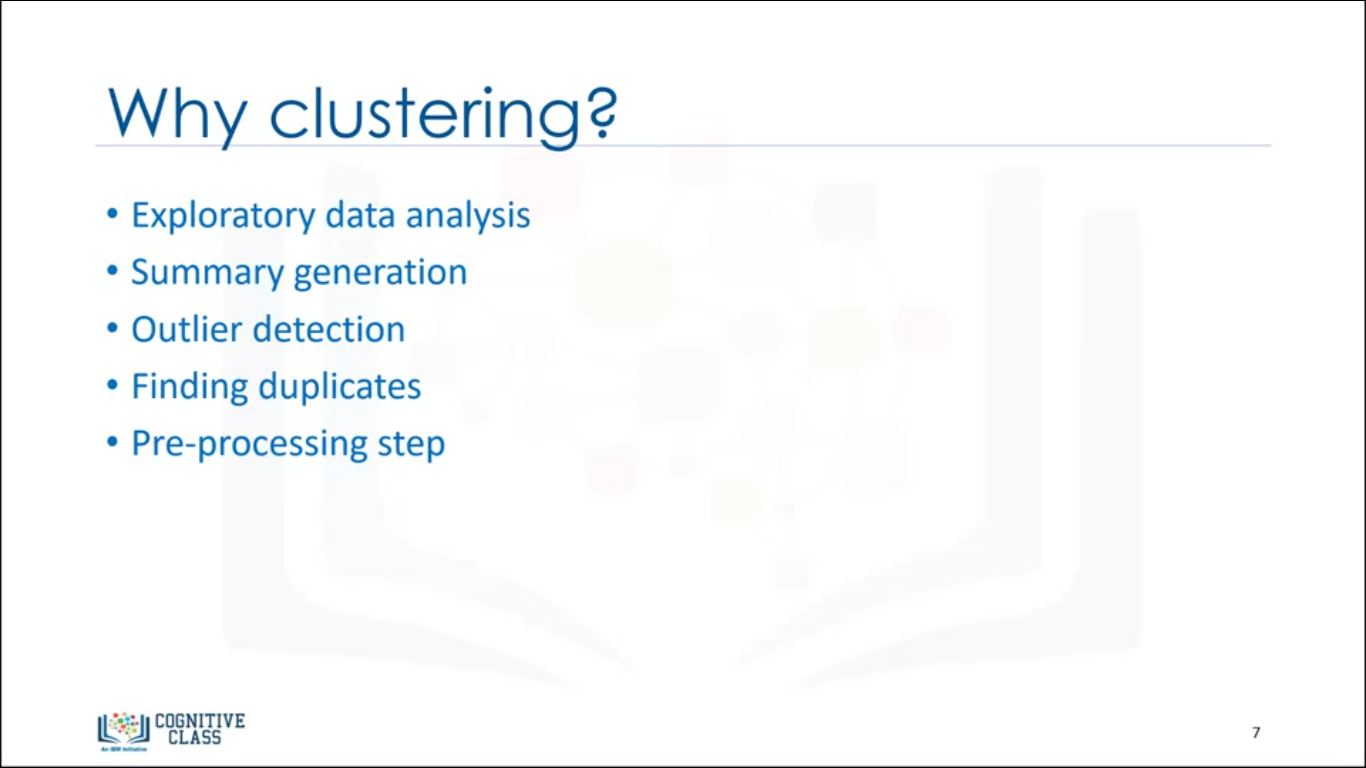 Why clustering?
• Exploratory data analysis
• Summary generation
• Outlier detection
• Finding duplicates
• Pre-processing step
COGNITIVE
CLASS
An IBM Initiative
7